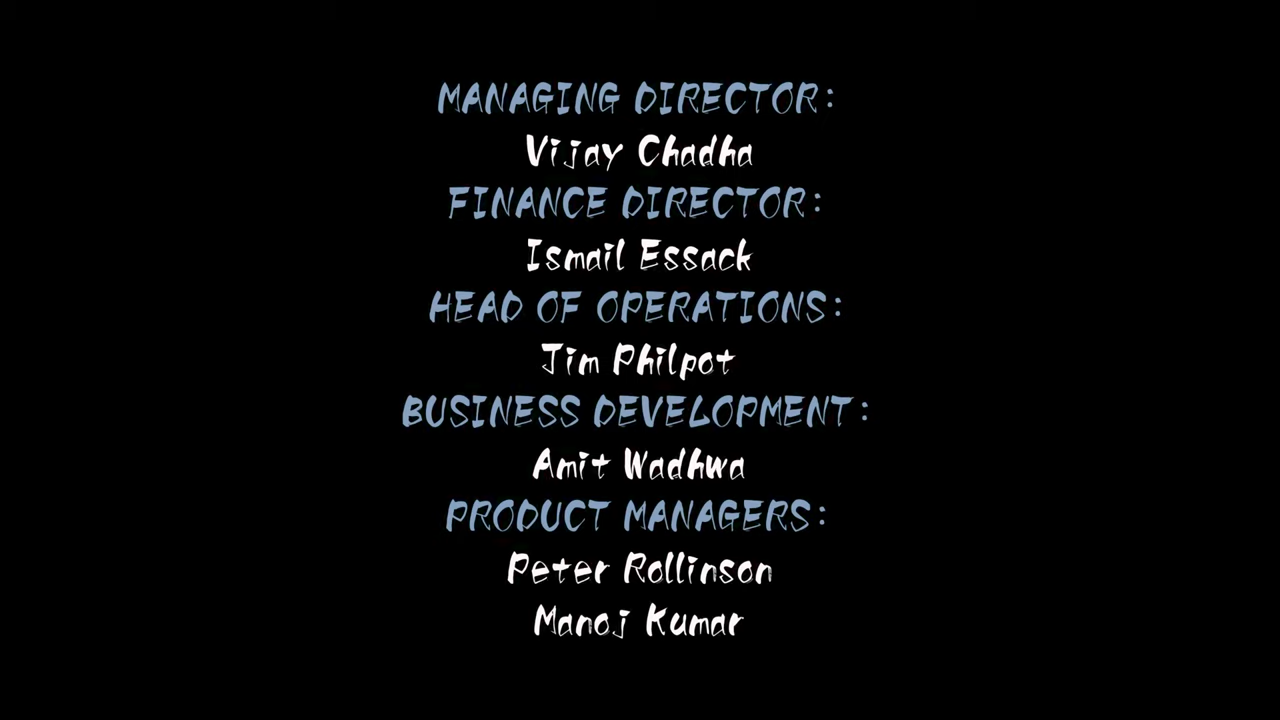 MANAGING DIRECTOR:
Vijay Chadha
FINANCE DIRECTOR:
Ismail Essack
HEAD OF OPERATIONS:
Jim Philpot
BUSINESS DEVELOPMENT:
Amit Wadhwa
PRODUCT MANAGERS:
Peter Rollinson
Manoj Kumar